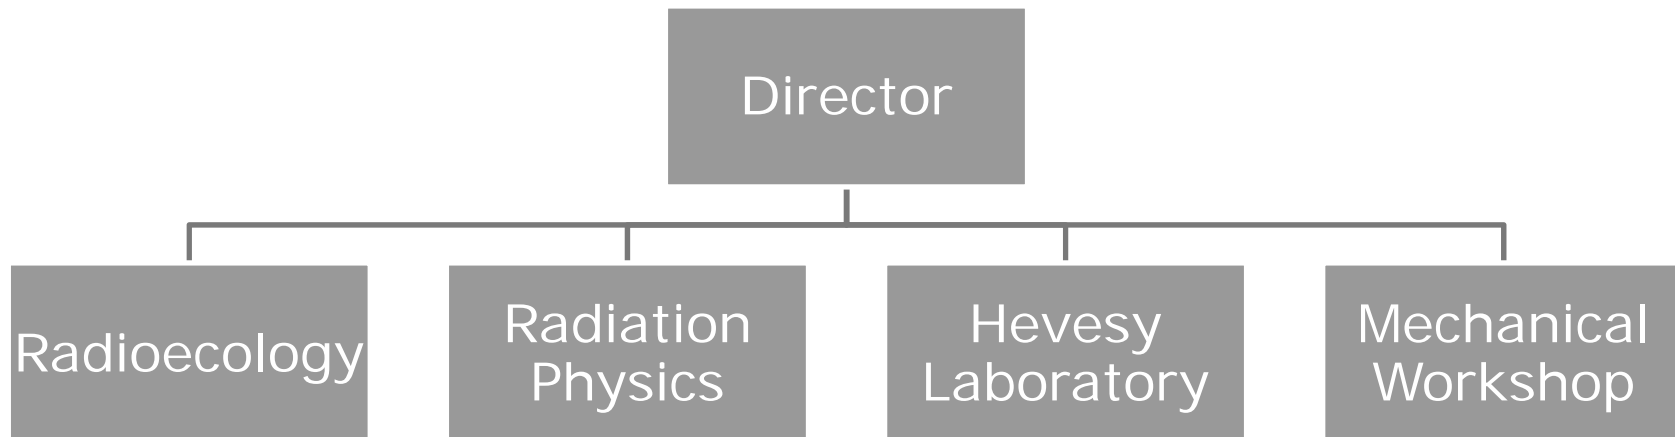 Director
Radioecology
Radiation
Physics
Hevesy
Laboratory
Mechanical
Workshop